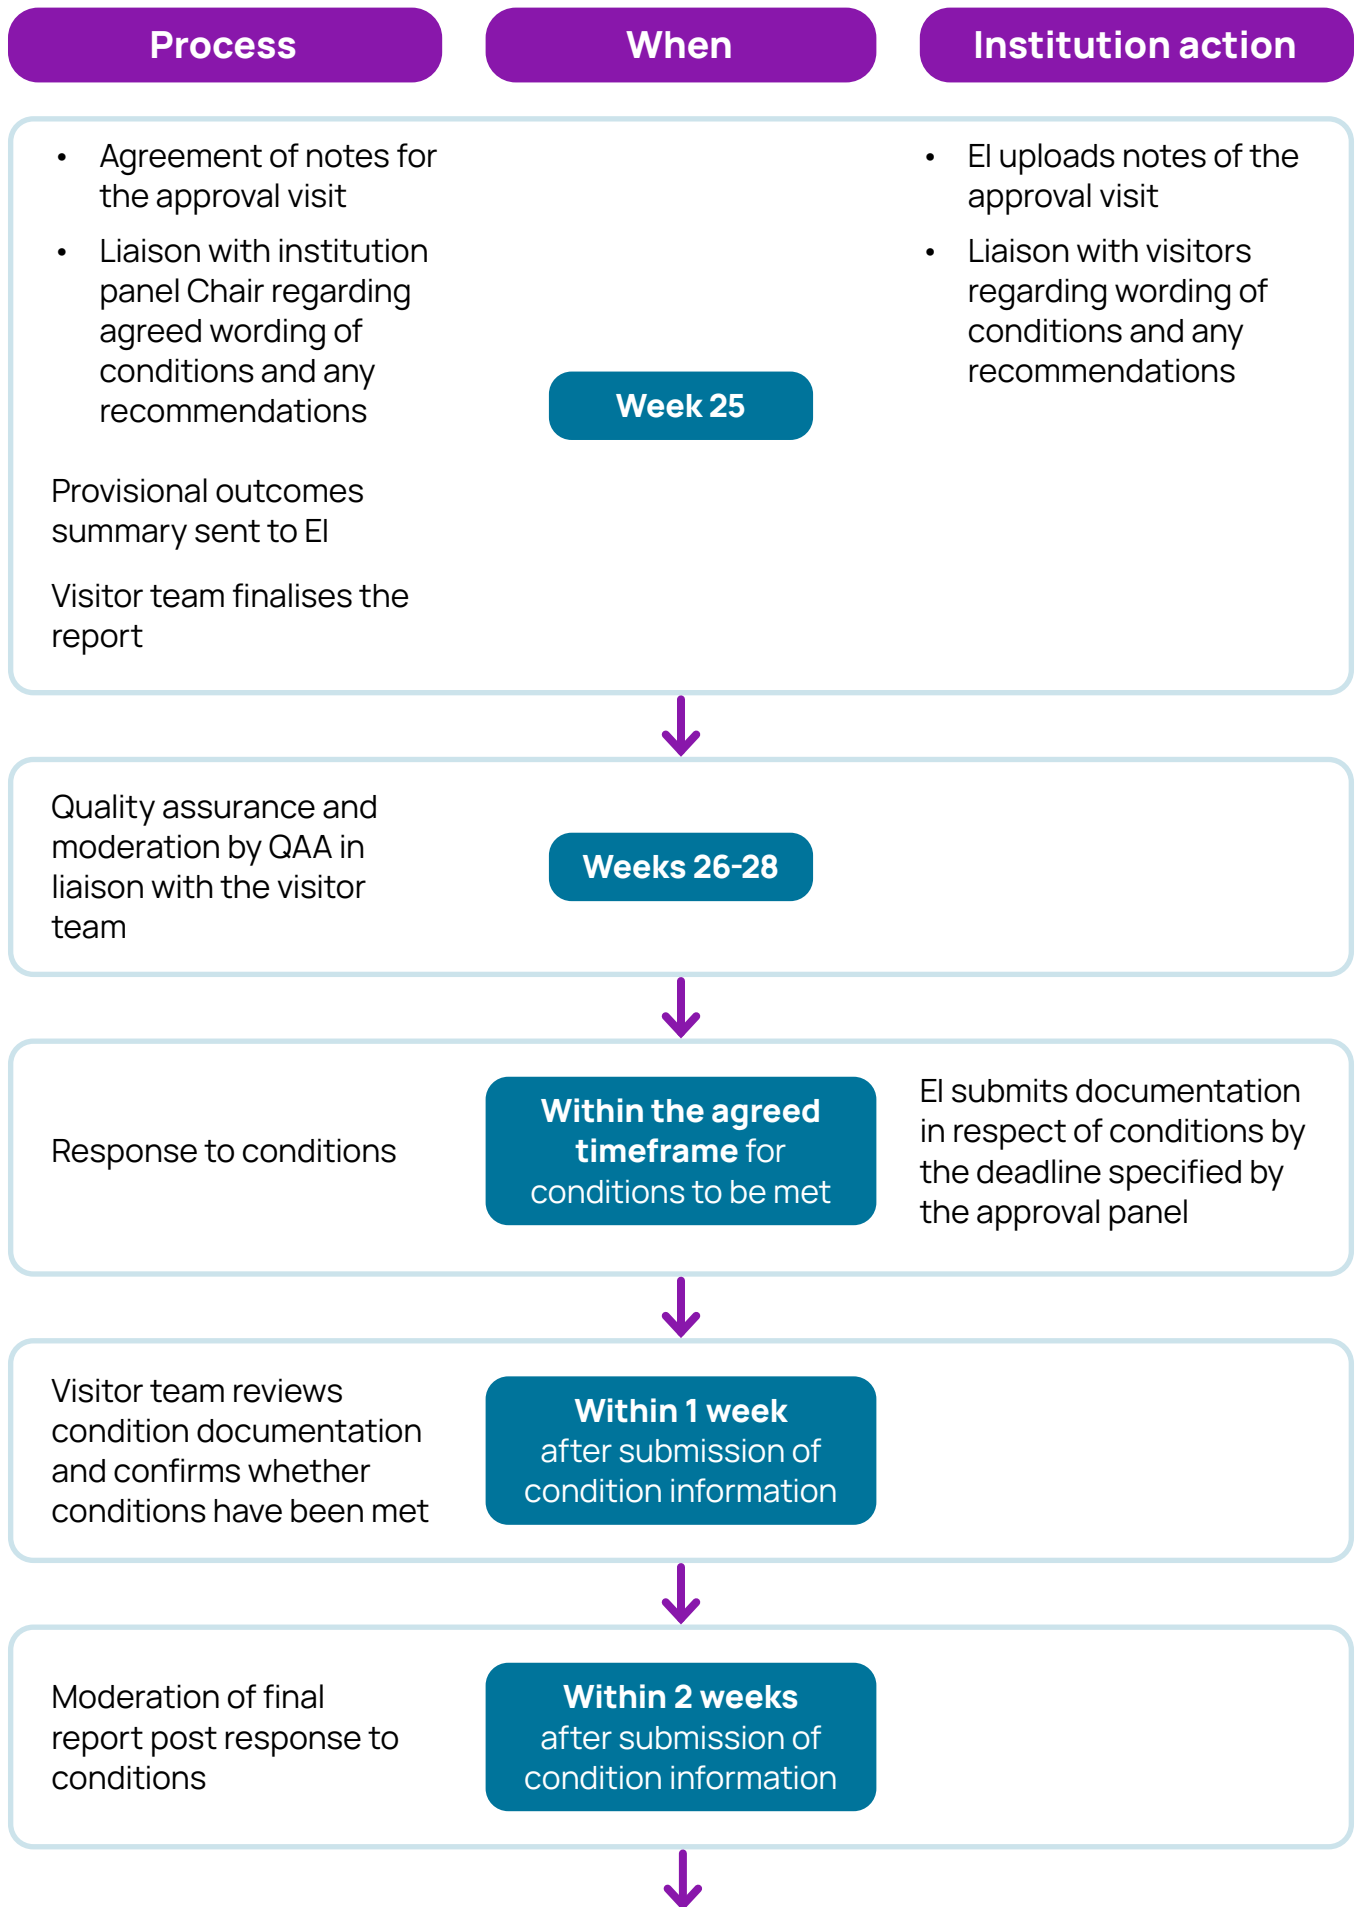 Process
When
Institution action
• Agreement of notes for
the approval visit
• Liaison with institution
panel Chair regarding
agreed wording of
conditions and any
recommendations
Provisional outcomes
summary sent to EI
Visitor team finalises the
report
Week 25
• EI uploads notes of the
approval visit
• Liaison with visitors
regarding wording of
conditions and any
recommendations
Quality assurance and
moderation by QAA in
liaison with the visitor
team
Weeks 26-28
Response to conditions
Within the agreed
timeframe for
conditions to be met
EI submits documentation
in respect of conditions by
the deadline specified by
the approval panel
Visitor team reviews
condition documentation
and confirms whether
conditions have been met
Within 1 week
after submission of
condition information
Moderation of final
report post response to
conditions
Within 2 weeks
after submission of
condition information